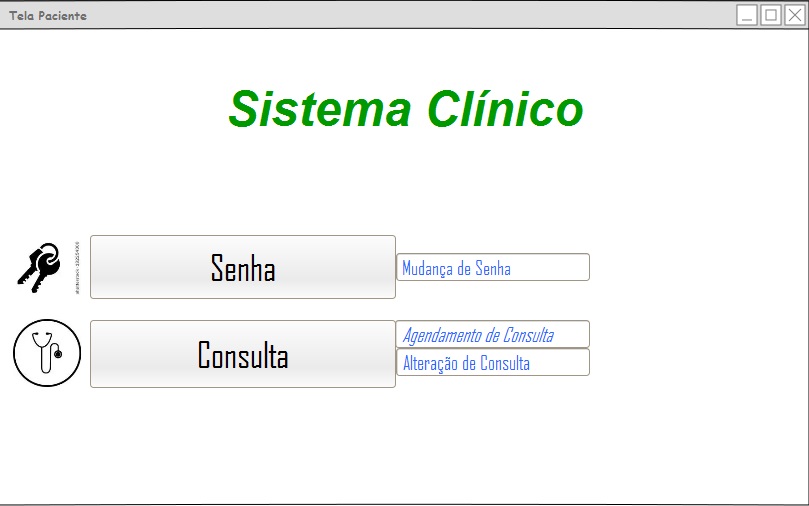 Tela Paciente
Sistema Clínico
Senha
Mudança de Senha
Consulta
Agendamento de Consulta
Alteração de Consulta